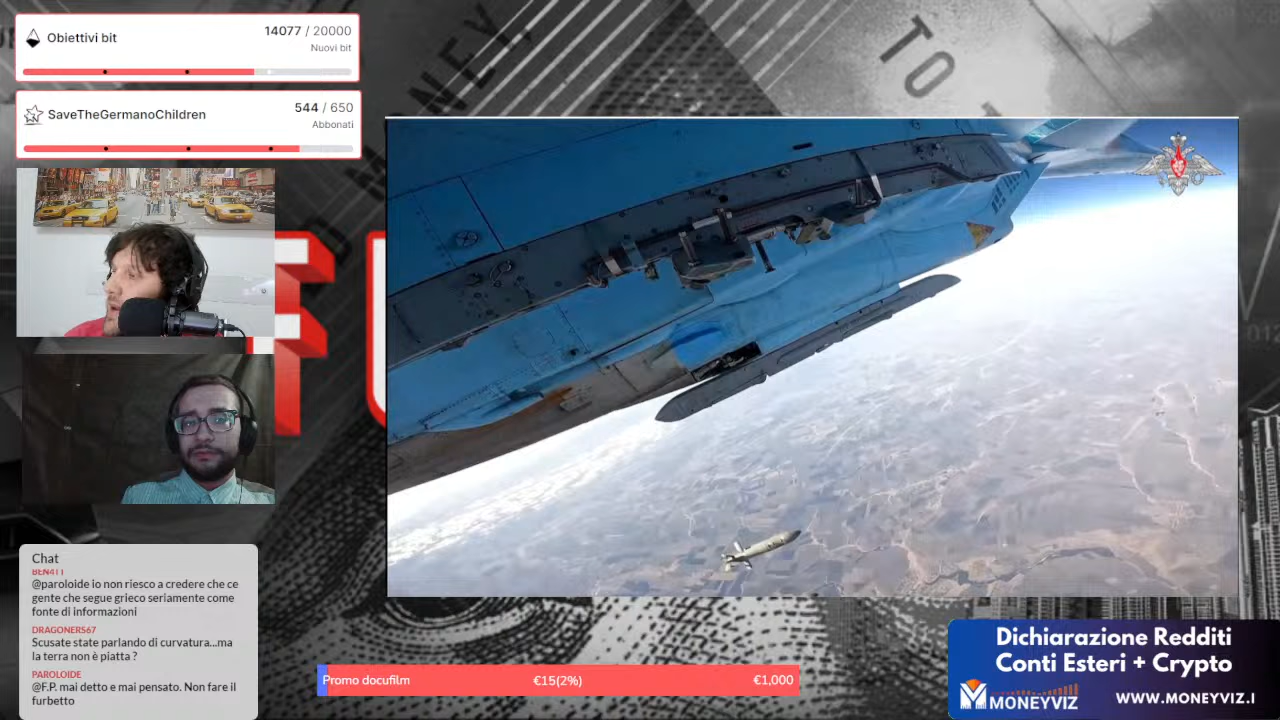 Obiettivi bit
14077 / 20000
Nuovi bit
SaveTheGermanoChildren
544 / 650
Abbonati
TO
Chat
BEN4TI
@paroloide io non riesco a credere che ce
gente che segue grieco seriamente come
fonte di informazioni
DRAGONERS67
Scusate state parlando di curvatura...ma
la terra non è piatta ?
PAROLOIDE
@F.P. mai detto e mai pensato. Non fare il
furbetto
Promo docufilm
€15(2%)
€1,000
Dichiarazione Redditi
Conti Esteri + Crypto
MONEYVIZ
WWW.MONEYVIZ.I